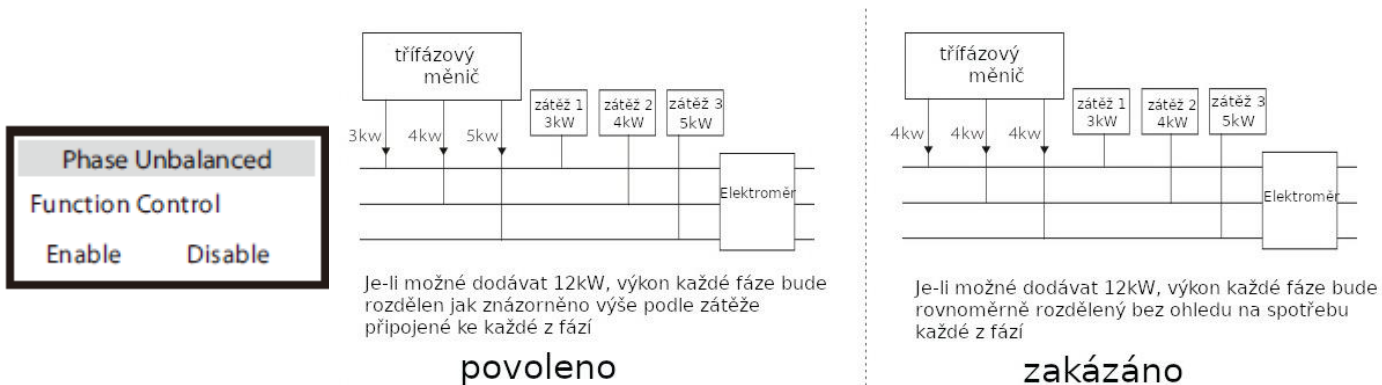 Phase Unbalanced
Function Control
Enable Disable
třífázový
měnič
zátěž 1
3kW
zátěž 2
4kW
zátěž 3
5kW
3kw
4kw
5kw
Elektroměr
Je-li možné dodávat 12kW, výkon každé fáze bude
rozdělen jak znázorněno výše podle zátěže
připojené ke každé z fází
povoleno
třífázový
měnič
zátěž 1
3kW
zátěž 2
4kW
zátěž 3
5kW
4kw
4kw
4kw
Elektroměr
Je-li možné dodávat 12kW, výkon každé fáze bude
rovnoměrně rozdělený bez ohledu na spotřebu
každé z fází
zakázáno